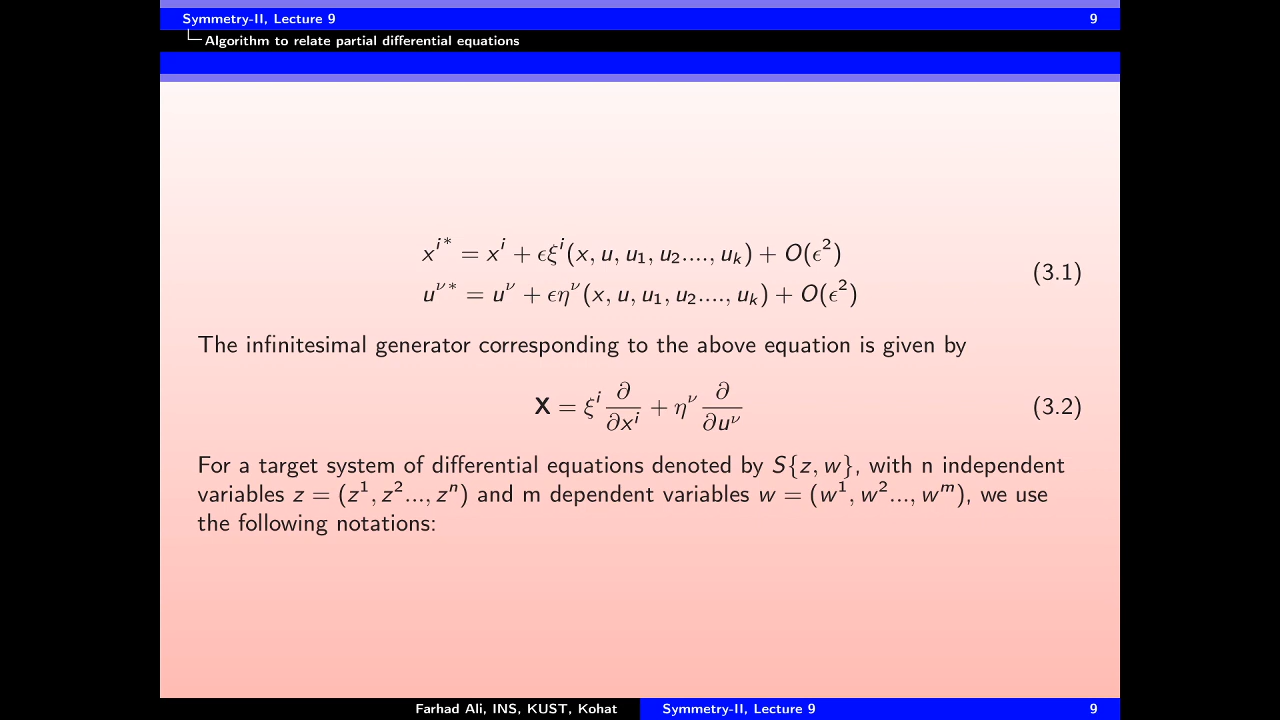 Symmetry-II, Lecture 9 9
Algorithm to relate partial differential equations
x^{i*} = x^i + ϵξ^i(x, u, u_1, u_2...., u_k) + O(ϵ^2)
(3.1)
u^{ν*} = u^ν + ϵη^ν(x, u, u_1, u_2...., u_k) + O(ϵ^2)
The infinitesimal generator corresponding to the above equation is given by
X = ξ^i ∂/∂x^i + η^ν ∂/∂u^ν (3.2)
For a target system of differential equations denoted by S{z, w}, with n independent
variables z = (z^1, z^2..., z^n) and m dependent variables w = (w^1, w^2..., w^m), we use
the following notations:
Farhad Ali, INS, KUST, Kohat Symmetry-II, Lecture 9 9